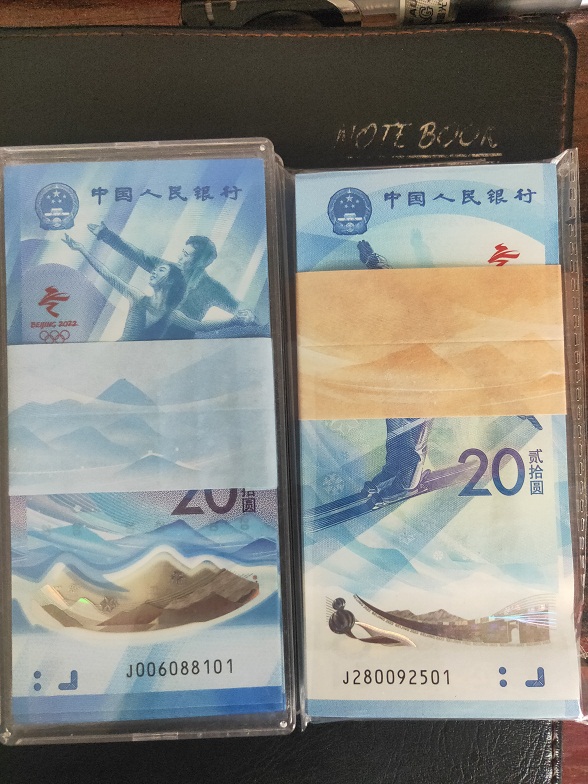 NOTE BOOK
中国人民银行
BEIJING 2022
20
拾圆
J006088101
中国人民银行
20
贰拾圆
J280092501